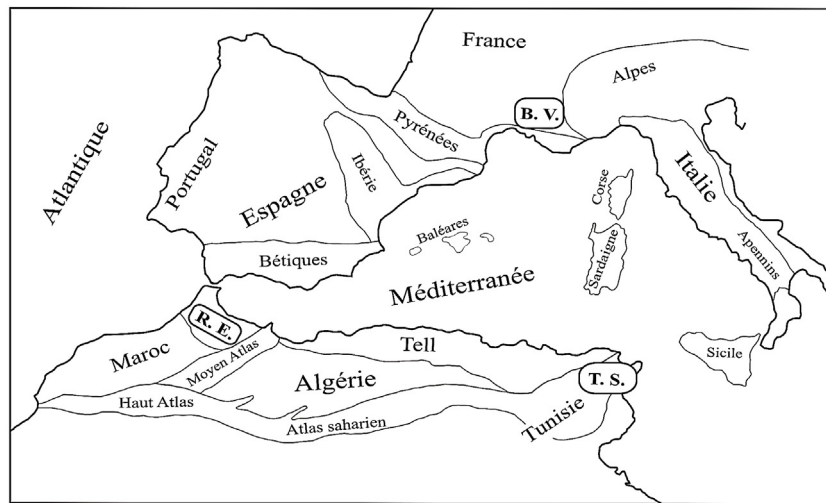 France
Alpes
B. V.
Pyrénées
Atlantique
Portugal
Ibérie
Espagne
Italie
Corse
Baléares
Sardaigne
Apennins
Bétiques
Méditerranée
R. E.
Maroc
Moyen Atlas
Tell
Sicile
Algérie
T. S.
Haut Atlas
Atlas saharien
Tunisie